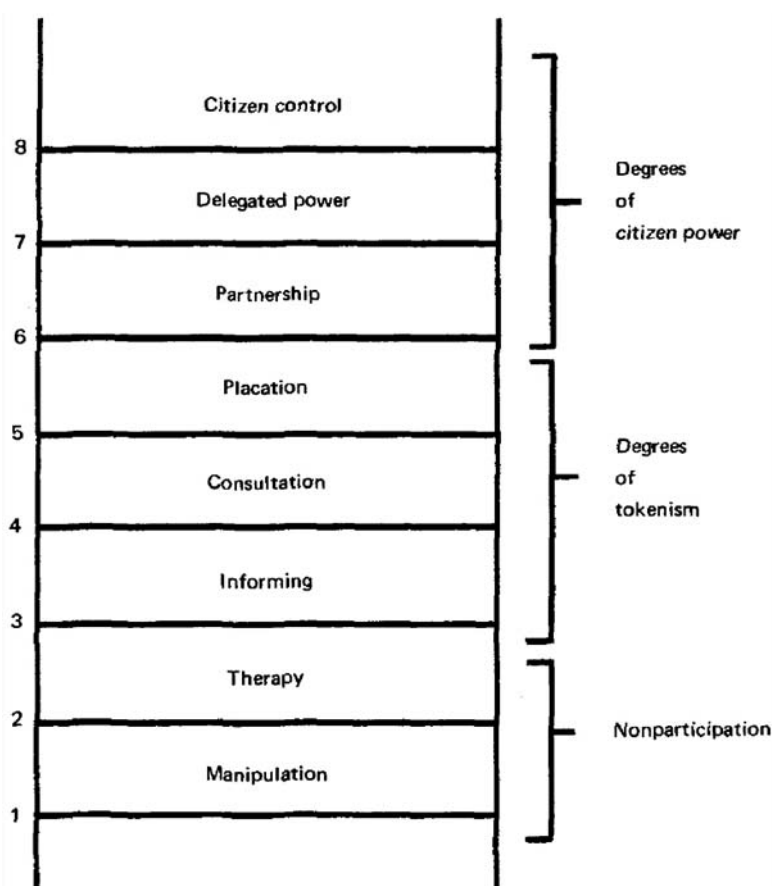 Citizen control
8
Delegated power
7
Partnership
6
Placation
5
Consultation
4
Informing
3
Therapy
2
Manipulation
1
Degrees
of
citizen power
Degrees
of
tokenism
Nonparticipation